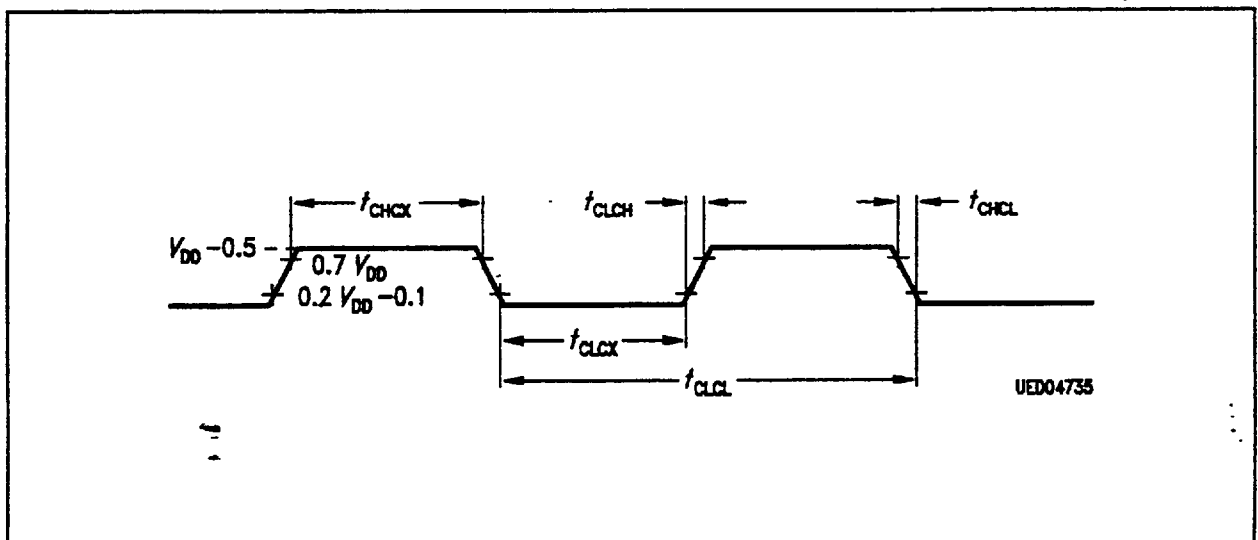 tCHCX
tCLCH
tCHCL
VDD -0.5
0.7 VDD
0.2 VDD -0.1
tCLCX
tCLCL
UED04735